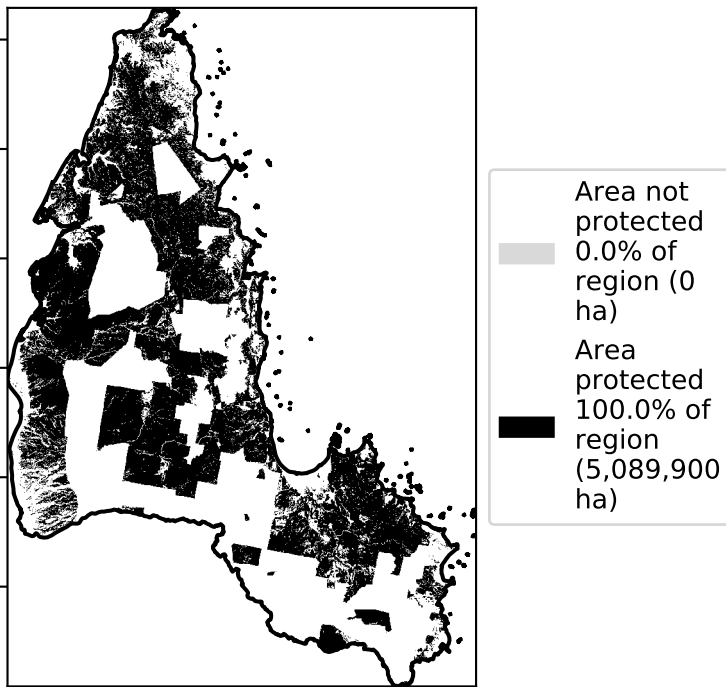 Area not
protected
0.0% of
region (0
ha)
Area
protected
100.0% of
region
(5,089,900
ha)